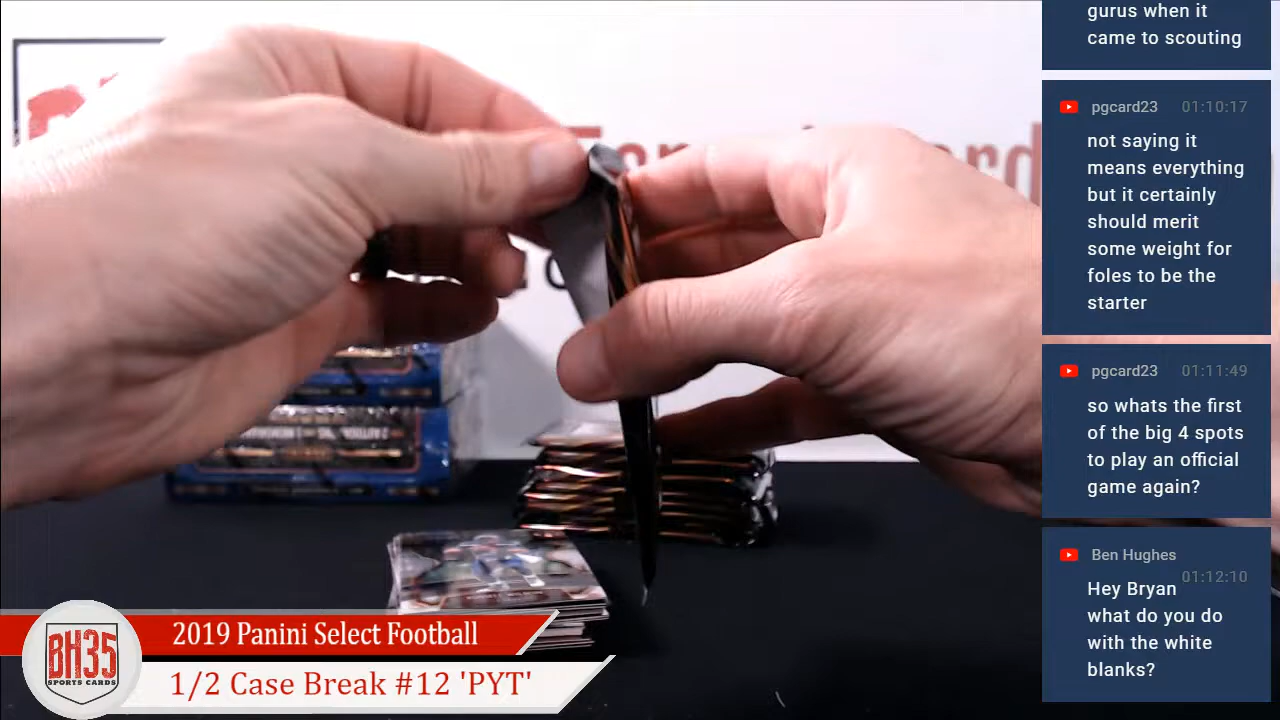 gurus when it
came to scouting
pgcard23 01:10:17
not saying it
means everything
but it certainly
should merit
some weight for
foles to be the
starter
pgcard23 01:11:49
so whats the first
of the big 4 spots
to play an official
game again?
Ben Hughes
01:12:10
Hey Bryan
what do you do
with the white
blanks?
BH35
SPORTS CARDS
2019 Panini Select Football
1/2 Case Break #12 'PYT'